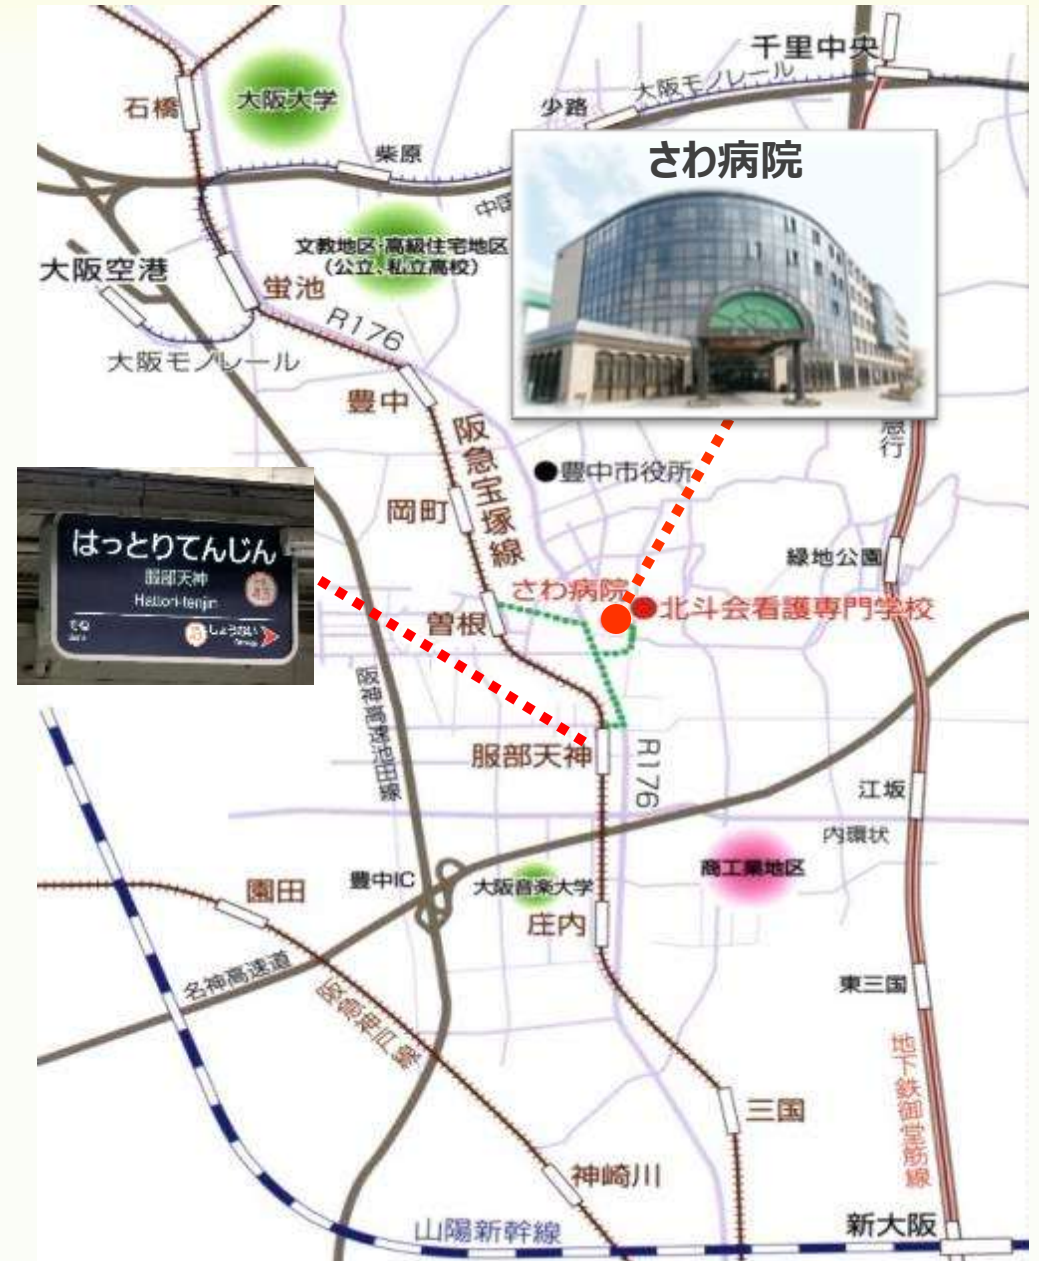 千里中央
大阪モノレール
石橋
大阪大学
少路
柴原
さわ病院
中国
文教地区・高級住宅地区
(公立、私立高校)
大阪空港
蛍池
R176
大阪モノレール
豊中
阪急宝塚線
急行
豊中市役所
岡町
はっとりてんじん
服部天神
Hattori-tenjin
そね
しょうない
緑地公園
さわ病院
北斗会看護専門学校
曽根
阪神高速池田線
服部天神
R176
江坂
内環状
豊中IC
大阪音楽大学
商工業地区
園田
庄内
名神高速道
東三国
阪急神戸線
地下鉄御堂筋線
三国
神崎川
山陽新幹線
新大阪